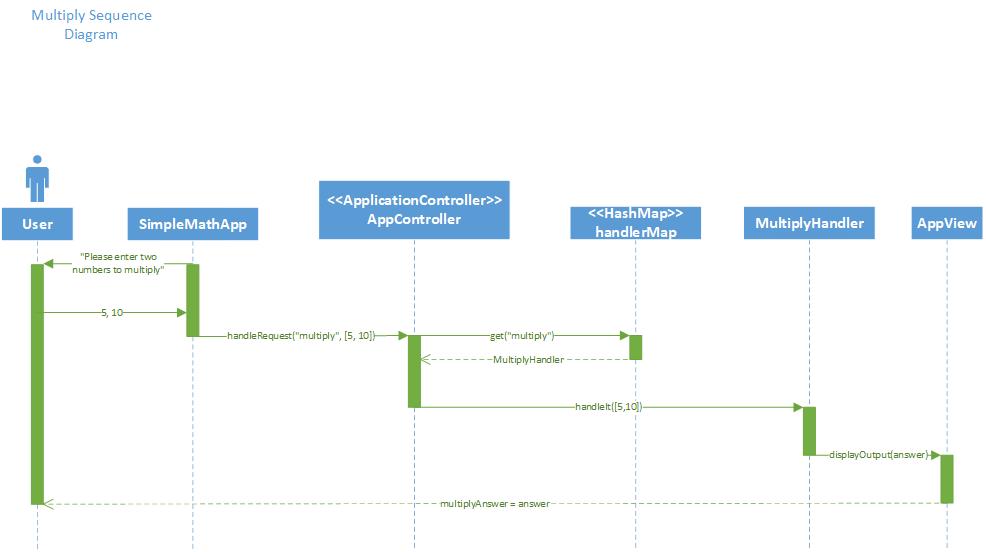 Multiply Sequence
Diagram
User
SimpleMathApp
<<ApplicationController>>
AppController
<<HashMap>>
handlerMap
MultiplyHandler
AppView
"Please enter two
numbers to multiply"
5, 10
handleRequest("multiply", [5, 10])
get("multiply")
MultiplyHandler
handleIt([5,10])
displayOutput(answer)
multiplyAnswer = answer